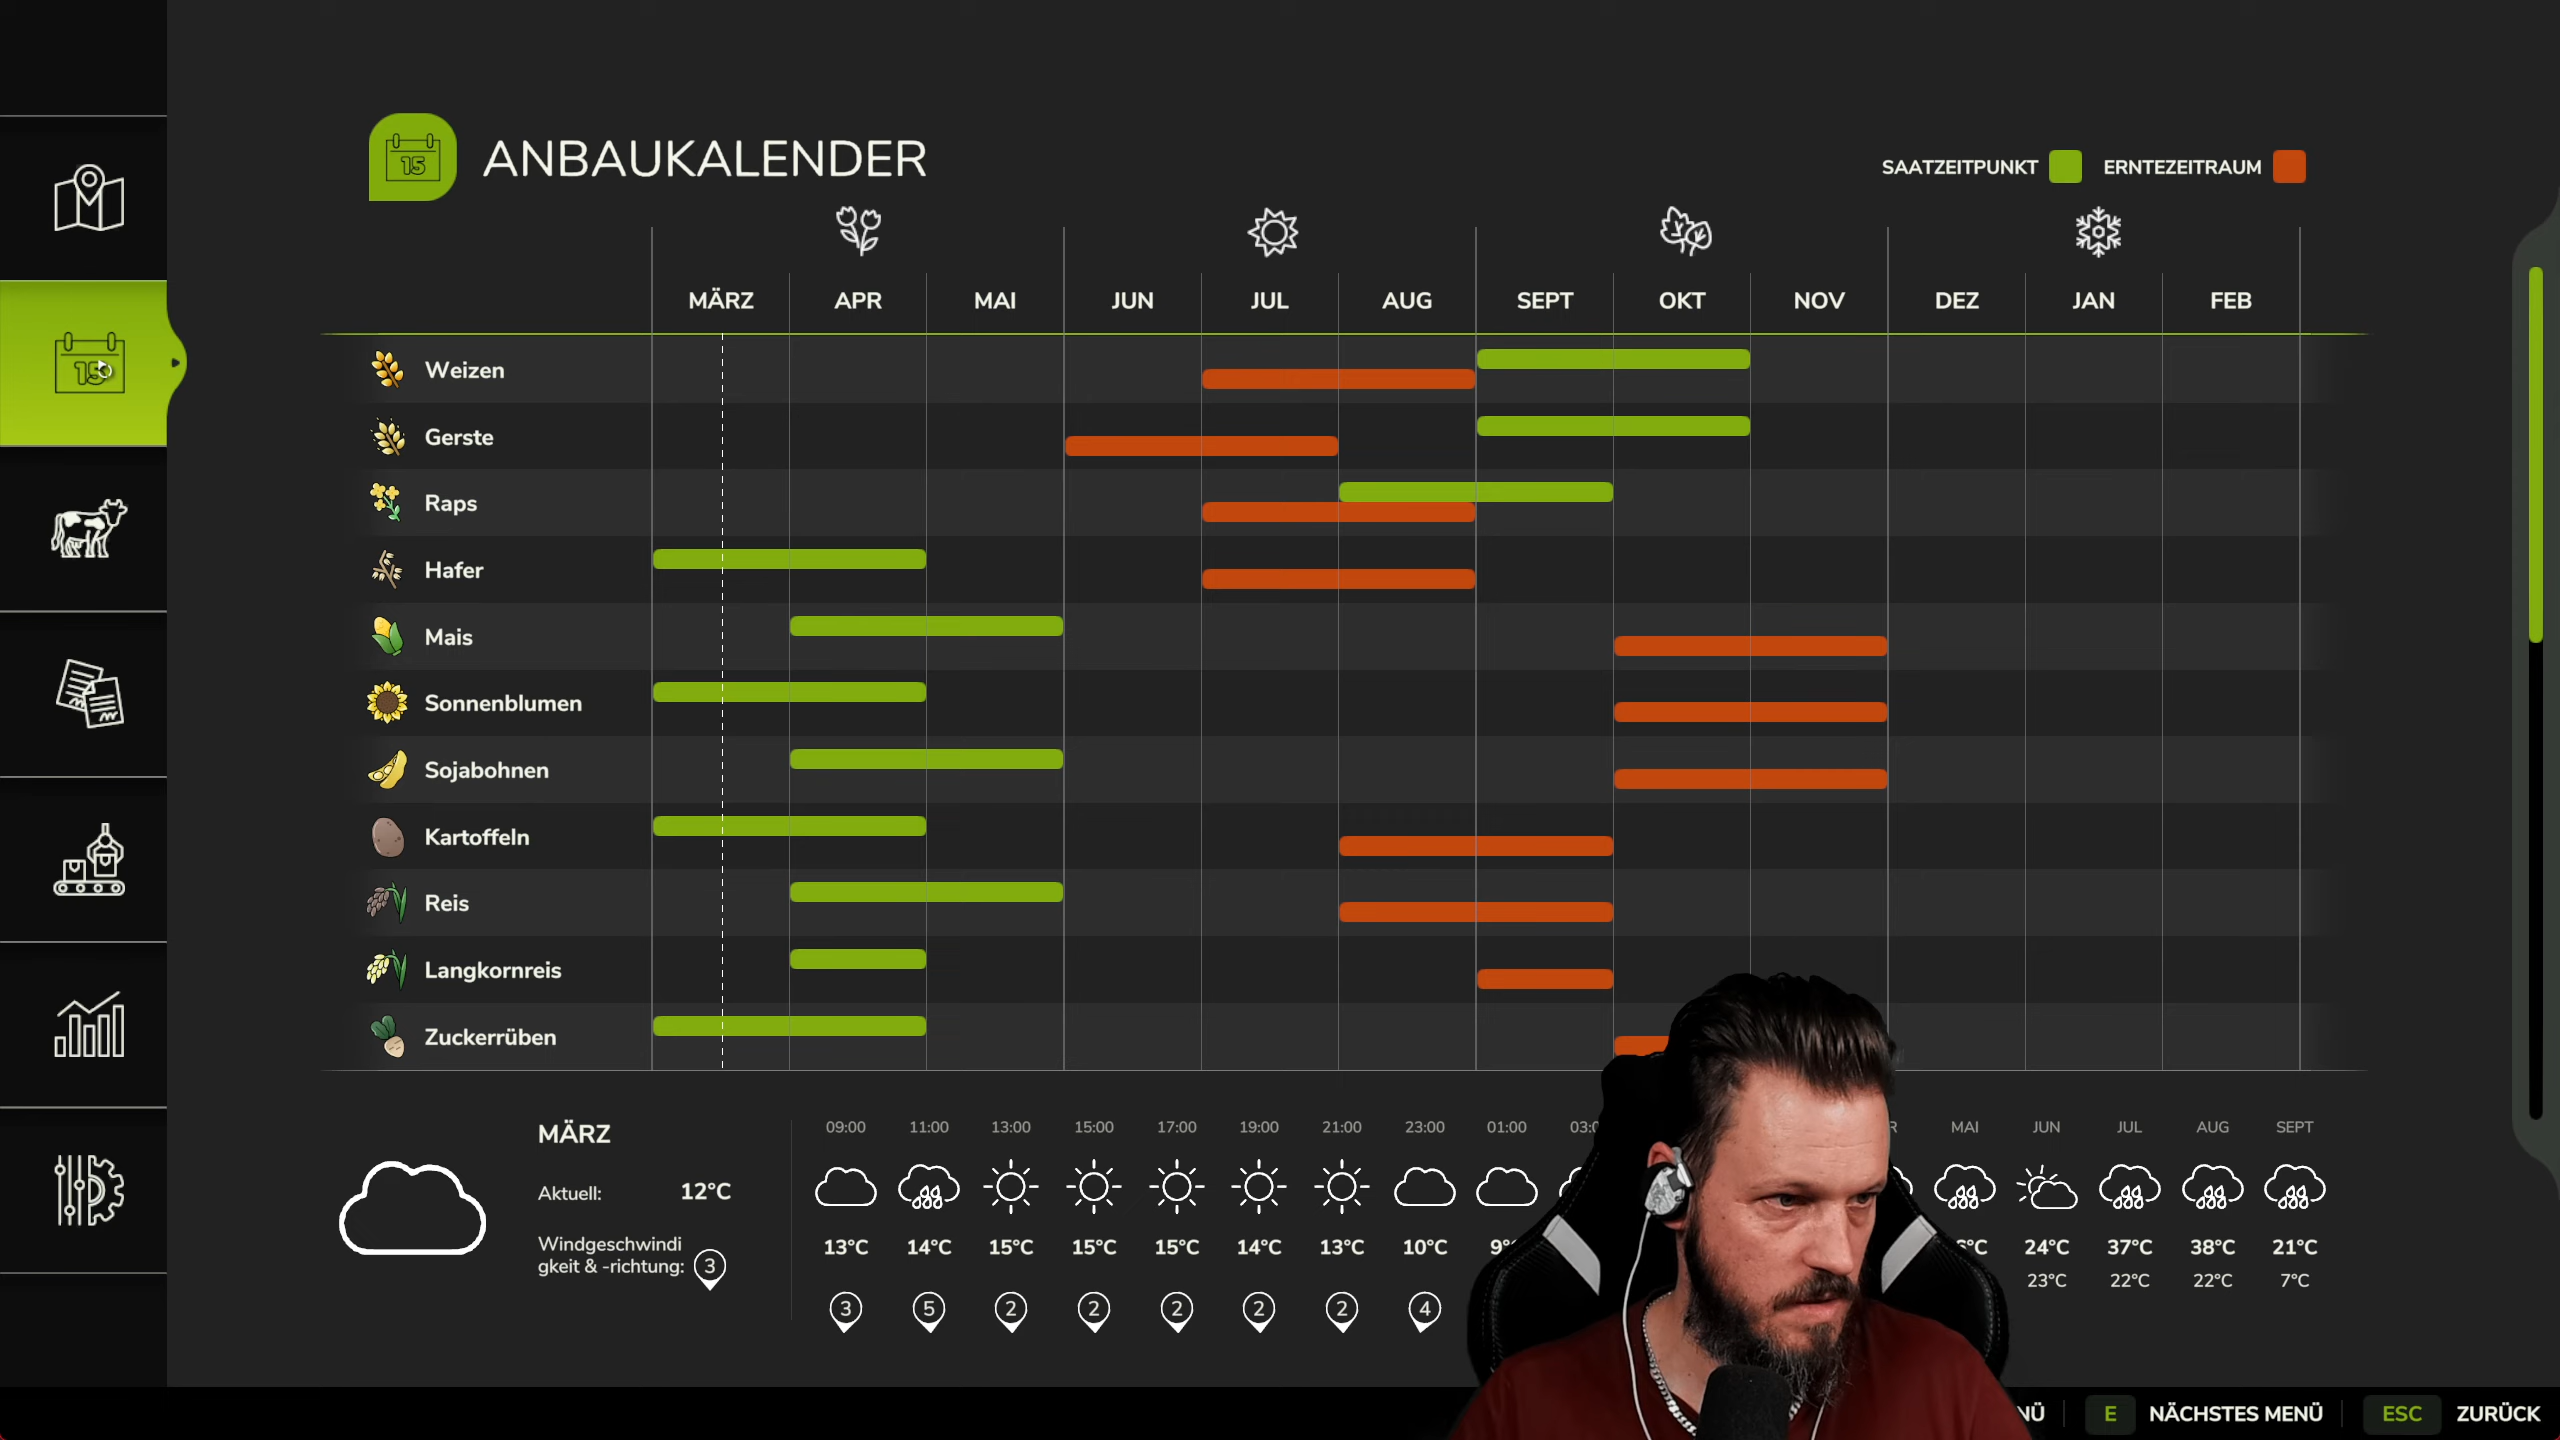 ANBAUKALENDER
SAATZEITPUNKT ERNTEZEITRAUM
MÄRZ APR MAI JUN JUL AUG SEPT OKT NOV DEZ JAN FEB
15
Weizen
Gerste
Raps
Hafer
Mais
Sonnenblumen
Sojabohnen
Kartoffeln
Reis
Langkornreis
Zuckerrüben
MÄRZ
Aktuell: 12°C
Windgeschwindi
gkeit & -richtung: 3
09:00 11:00 13:00 15:00 17:00 19:00 21:00 23:00 01:00 MAI JUN JUL AUG SEPT
13°C 14°C 15°C 15°C 15°C 14°C 13°C 10°C 24°C 37°C 38°C 21°C
23°C 22°C 22°C 7°C
3 5 2 2 2 2 2 4
E NÄCHSTES MENÜ ESC ZURÜCK